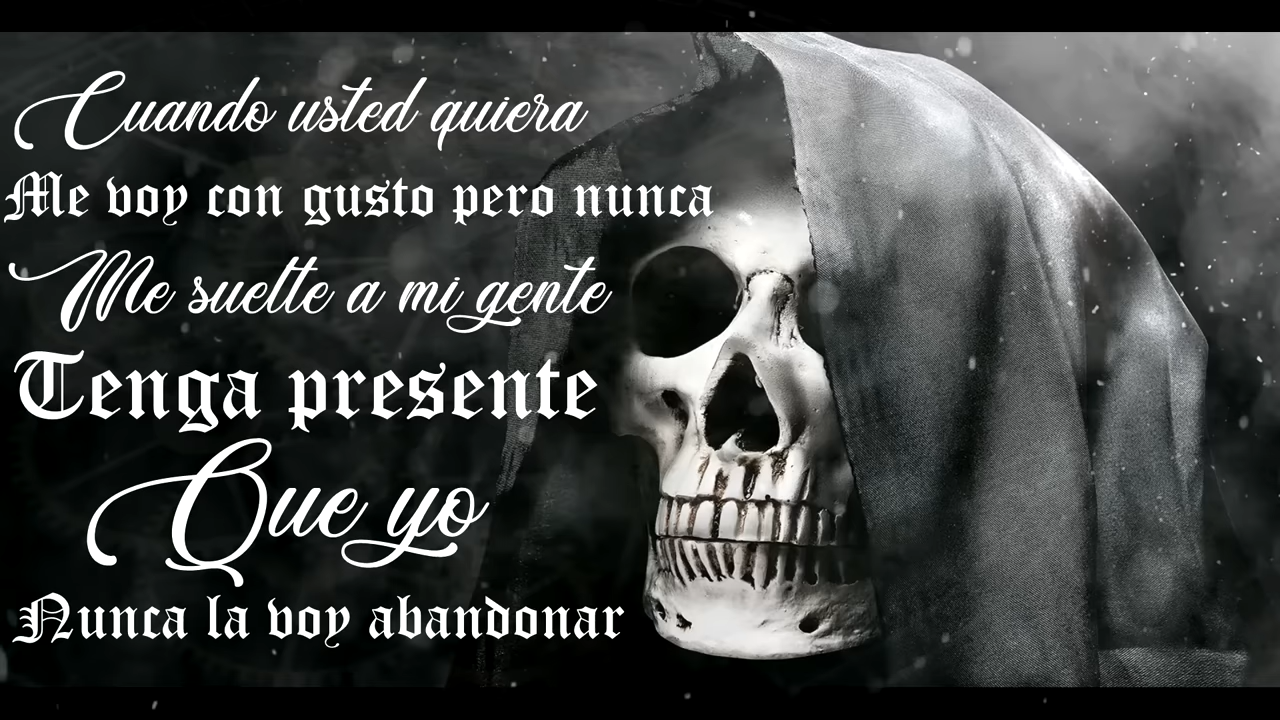 Cuando usted quiera
Me voy con gusto pero nunca
Me suelte a mi gente
Tenga presente
Que yo
Nunca la voy abandonar